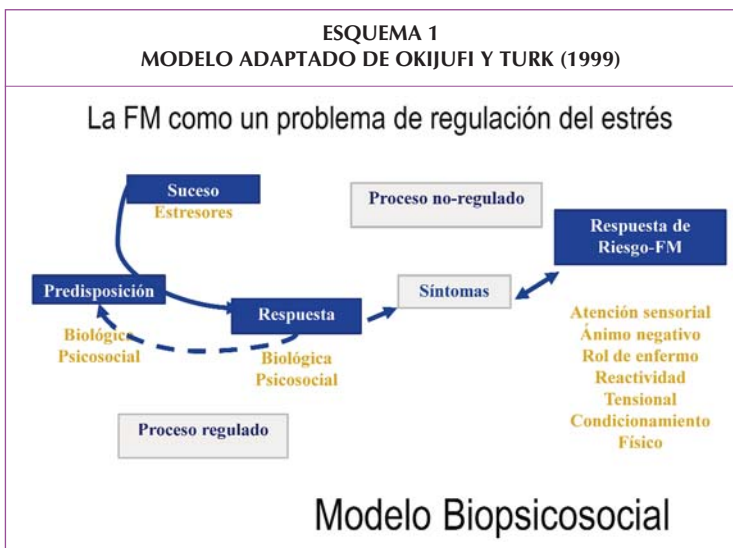 ESQUEMA 1
MODELO ADAPTADO DE OKIJUFI Y TURK (1999)
La FM como un problema de regulación del estrés
Suceso
Estresores
Proceso no-regulado
Respuesta de
Riesgo-FM
Predisposición
Biológica
Psicosocial
Respuesta
Biológica
Psicosocial
Síntomas
Atención sensorial
Ánimo negativo
Rol de enfermo
Reactividad
Tensional
Condicionamiento
Físico
Proceso regulado
Modelo Biopsicosocial